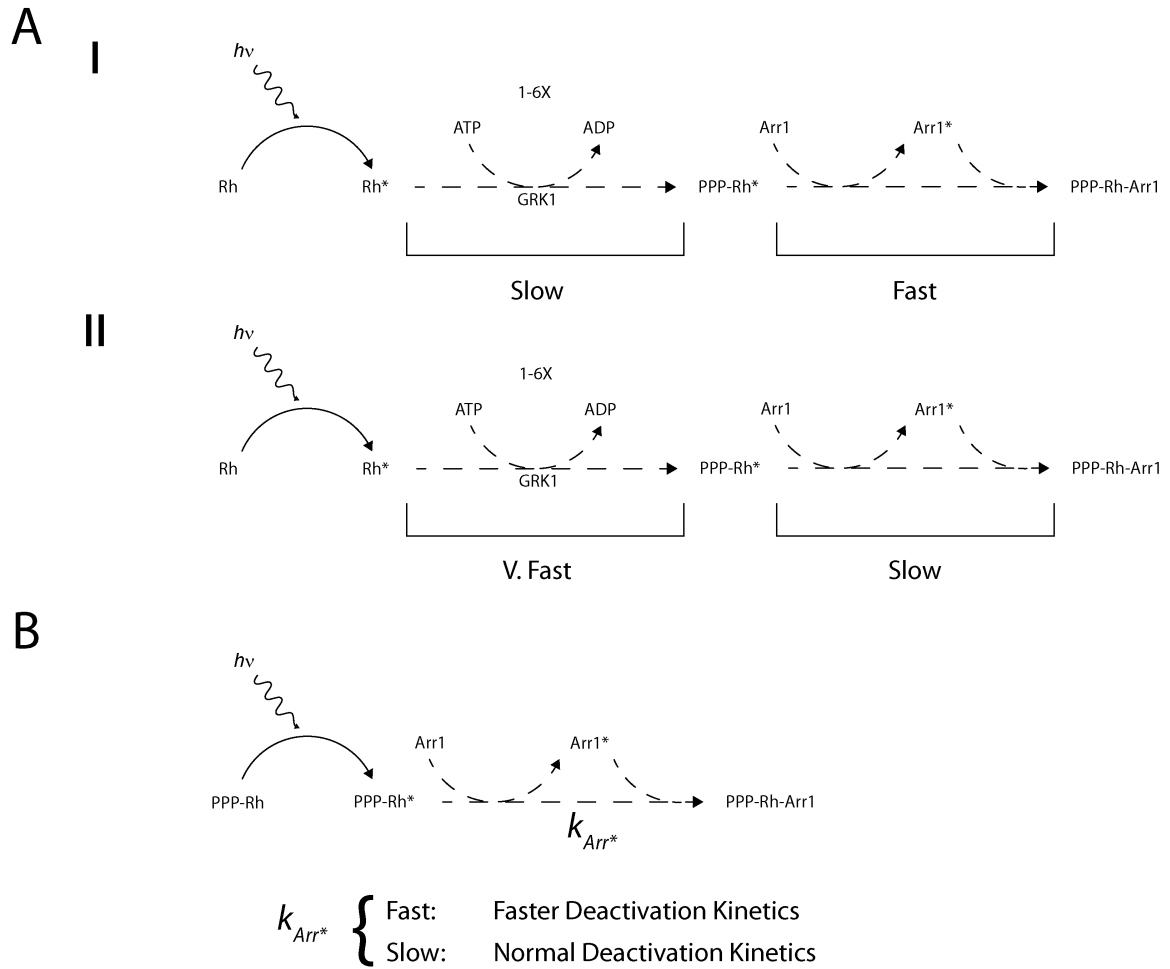 A
I
hν
1-6X
ATP ADP Arr1 Arr1*
Rh Rh* GRK1 PPP-Rh* PPP-Rh-Arr1
Slow Fast
II
hν
1-6X
ATP ADP Arr1 Arr1*
Rh Rh* GRK1 PPP-Rh* PPP-Rh-Arr1
V. Fast Slow
B
hν
Arr1 Arr1*
PPP-Rh PPP-Rh* PPP-Rh-Arr1
k Arr*
k Arr* { Fast: Faster Deactivation Kinetics
Slow: Normal Deactivation Kinetics